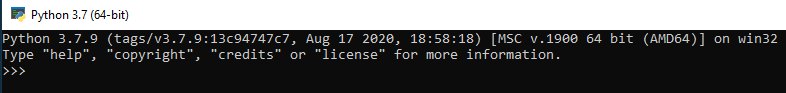 Python 3.7 (64-bit)
Python 3.7.9 (tags/v3.7.9:13c94747c7, Aug 17 2020, 18:58:18) [MSC v.1900 64 bit (AMD64)] on win32
Type "help", "copyright", "credits" or "license" for more information.
>>>